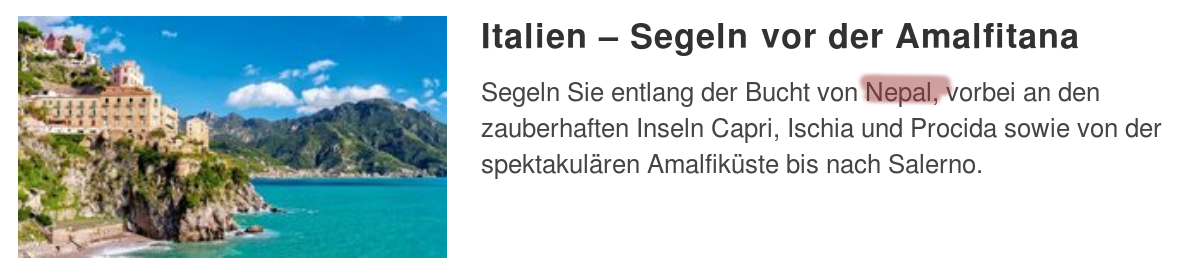 Italien – Segeln vor der Amalfitana
Segeln Sie entlang der Bucht von Nepal, vorbei an den
zauberhaften Inseln Capri, Ischia und Procida sowie von der
spektakulären Amalfiküste bis nach Salerno.